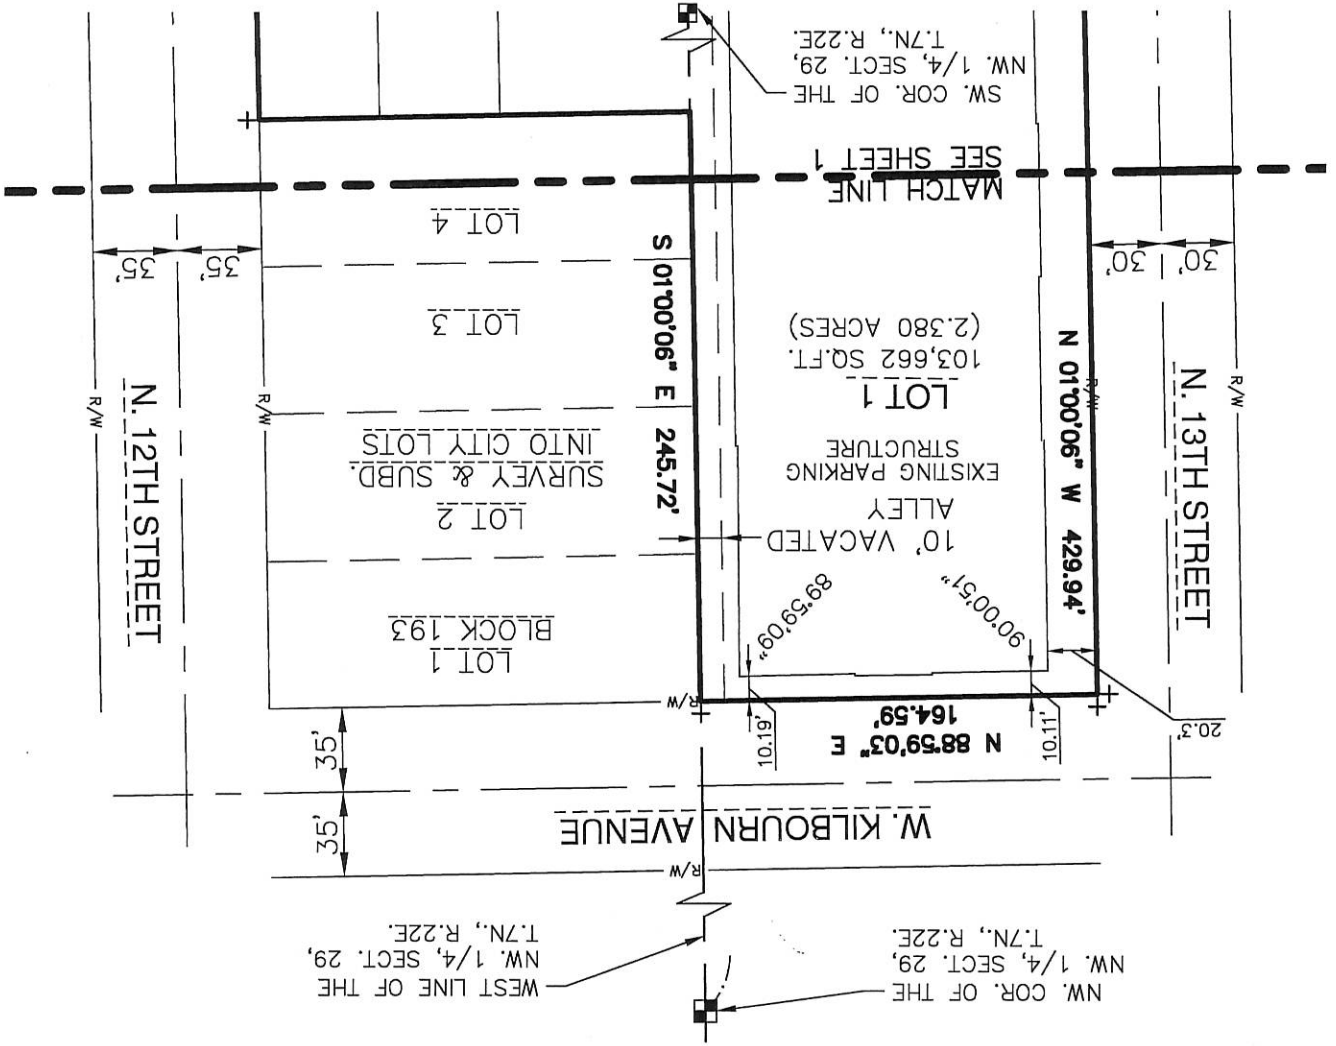 NW. COR. OF THE
NW. 1/4, SECT. 29,
T.7N., R.22E.
WEST LINE OF THE
NW. 1/4, SECT. 29,
T.7N., R.22E.
R/W
W. KILBOURN AVENUE
35'
35'
N 88°59'03" E
164.59'
20.3'
10.11'
10.19'
R/W
90°00'51"
89°59'09"
10' VACATED
ALLEY
EXISTING PARKING
STRUCTURE
LOT 1
103,662 SQ.FT.
(2.380 ACRES)
N 01°00'06" W 429.94'
S 01°00'06" E 245.72'
LOT 1
BLOCK 193
LOT 2
SURVEY & SUBD.
INTO CITY LOTS
LOT 3
LOT 4
N. 13TH STREET
N. 12TH STREET
R/W
R/W
R/W
R/W
30'
30'
35'
35'
MATCH LINE
SEE SHEET 1
SW. COR. OF THE
NW. 1/4, SECT. 29,
T.7N., R.22E.